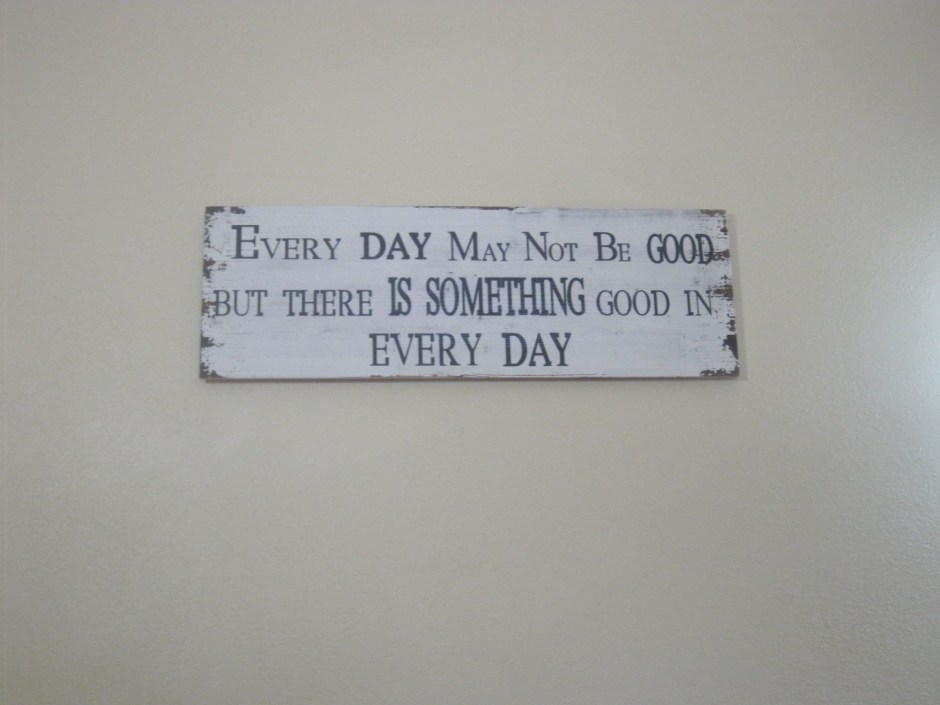 EVERY DAY MAY NOT BE GOOD
BUT THERE IS SOMETHING GOOD IN
EVERY DAY